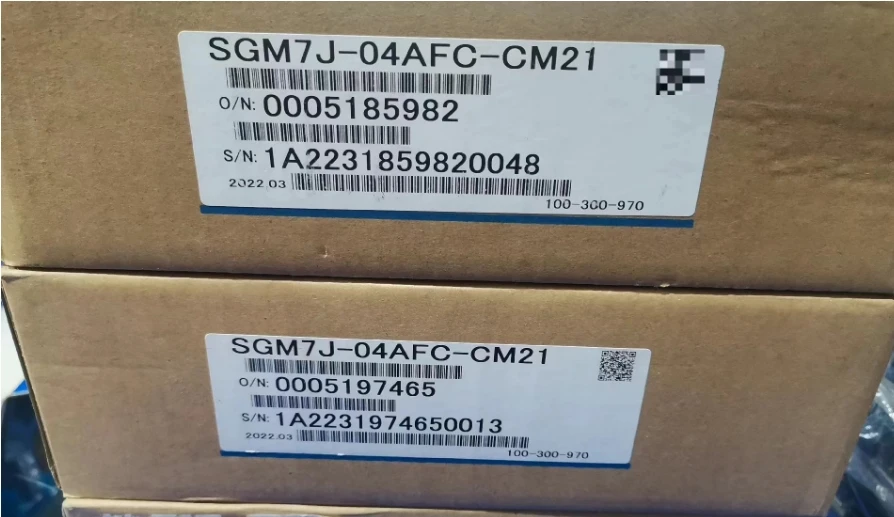 SGM7J-04AFC-CM21
O/N: 0005185982
S/N: 1A2231859820048
2022.03
100-300-970
SGM7J-04AFC-CM21
O/N: 0005197465
S/N: 1A2231974650013
2022.03
100-300-970